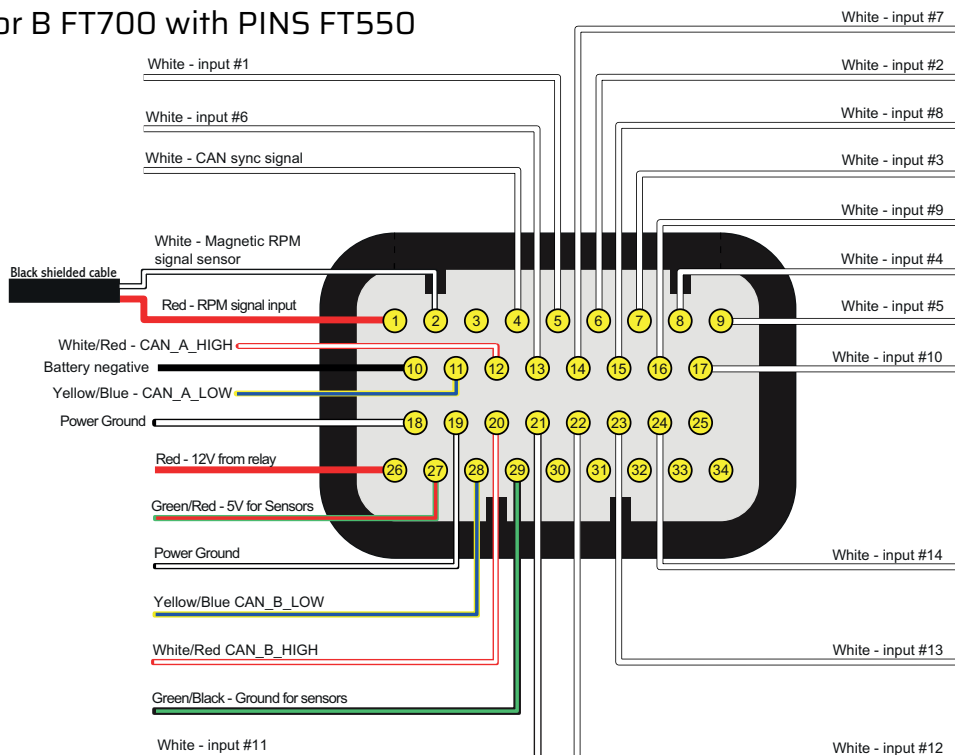 or B FT700 with PINS FT550
White - input #7
White - input #1
White - input #2
White - input #6
White - input #8
White - CAN sync signal
White - input #3
White - input #9
White - Magnetic RPM
signal sensor
White - input #4
Black shielded cable
Red - RPM signal input
White - input #5
1 2 3 4 5 6 7 8 9
White/Red - CAN_A_HIGH
White - input #10
Battery negative
10 11 12 13 14 15 16 17
Yellow/Blue - CAN_A_LOW
Power Ground
18 19 20 21 22 23 24 25
Red - 12V from relay
26 27 28 29 30 31 32 33 34
Green/Red - 5V for Sensors
Power Ground
White - input #14
Yellow/Blue CAN_B_LOW
White/Red CAN_B_HIGH
White - input #13
Green/Black - Ground for sensors
White - input #11
White - input #12